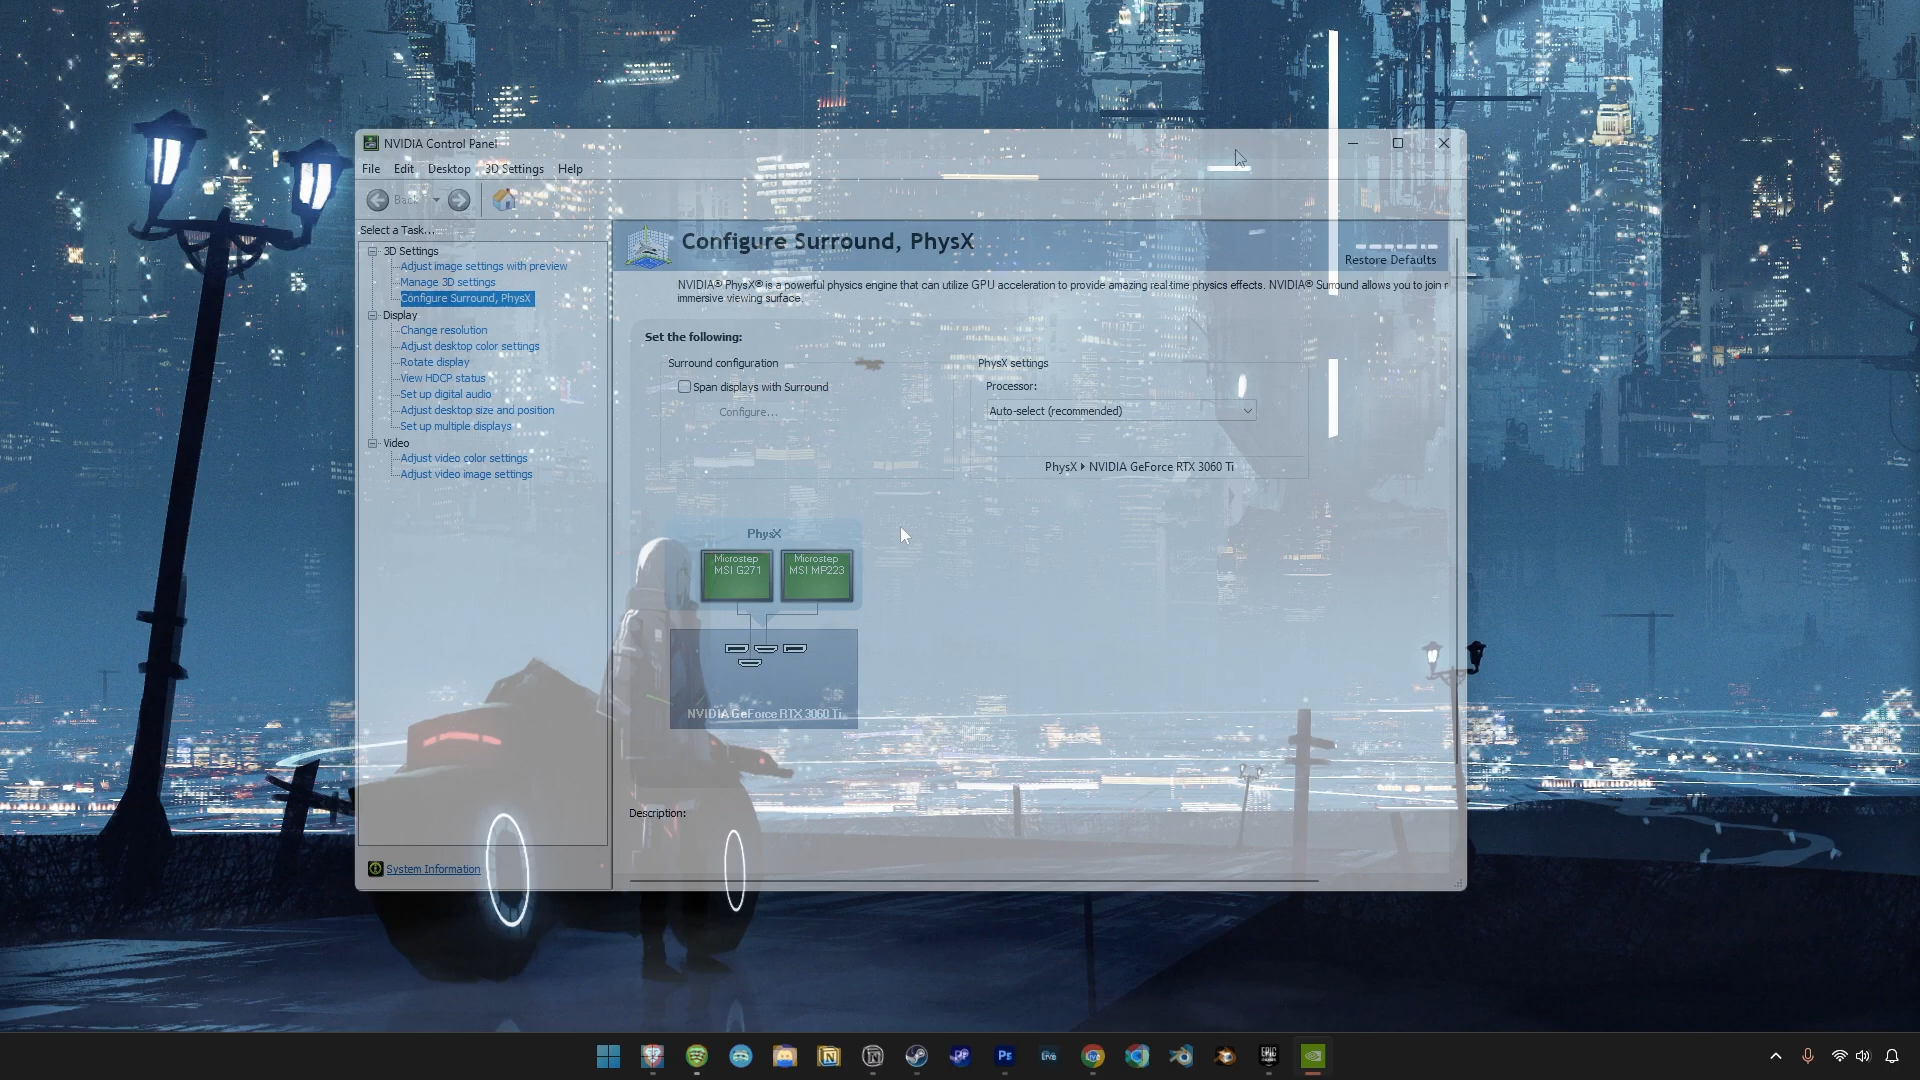 NVIDIA Control Panel
File Edit Desktop 3D Settings Help
Back
Select a Task...
3D Settings
Adjust image settings with preview
Manage 3D settings
Configure Surround, PhysX
Display
Change resolution
Adjust desktop color settings
Rotate display
View HDCP status
Set up digital audio
Adjust desktop size and position
Set up multiple displays
Video
Adjust video color settings
Adjust video image settings
System Information
Configure Surround, PhysX
Restore Defaults
NVIDIA® PhysX® is a powerful physics engine that can utilize GPU acceleration to provide amazing real-time physics effects. NVIDIA® Surround allows you to join
immersive viewing surface.
Set the following:
Surround configuration
Span displays with Surround
Configure...
PhysX settings
Processor:
Auto-select (recommended)
PhysX NVIDIA GeForce RTX 3060 Ti
PhysX
Microstep
MSI G271
Microstep
MSI MP223
NVIDIA GeForce RTX 3060 Ti
Description:
Pr
Ps
Live
EPIC
GAMES